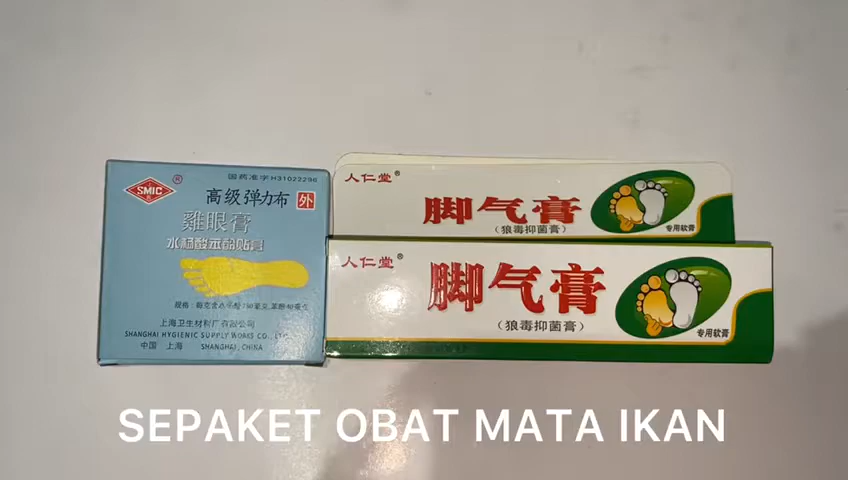 SMIC
国药准字H31022296
高级弹力布 外
雞眼膏
水杨酸苯酚贴膏
上海卫生材料厂有限公司
SHANGHAI HYGIENIC SUPPLY WORKS CO., LTD.
中国 上海 SHANGHAI, CHINA
人仁堂®
脚气膏
(狼毒抑菌膏)
专用软膏
人仁堂®
脚气膏
(狼毒抑菌膏)
专用软膏
SEPAKET OBAT MATA IKAN